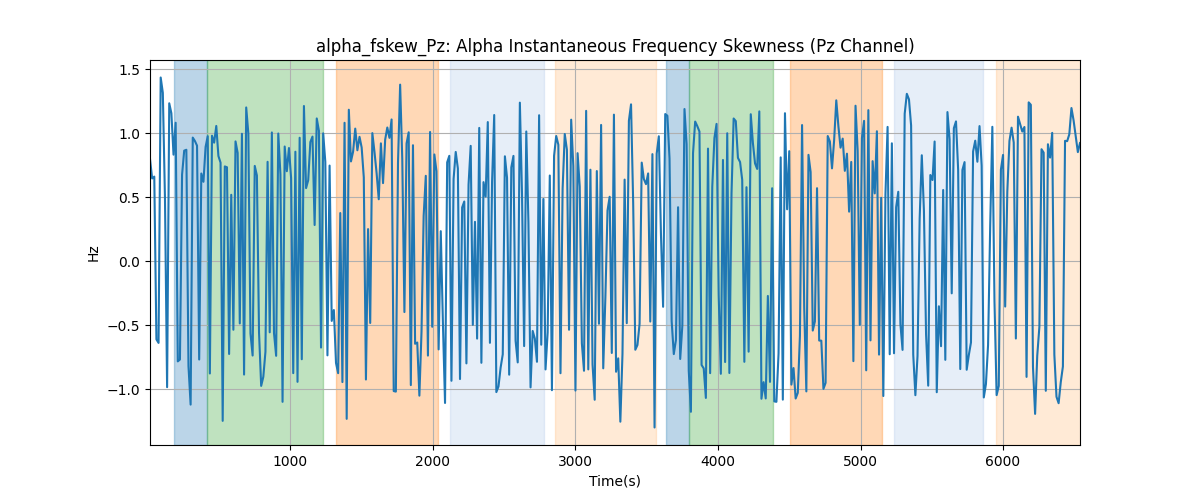 alpha_fskew_Pz: Alpha Instantaneous Frequency Skewness (Pz Channel)
1.5
1.0
0.5
0.0
−0.5
−1.0
Hz
1000 2000 3000 4000 5000 6000
Time(s)